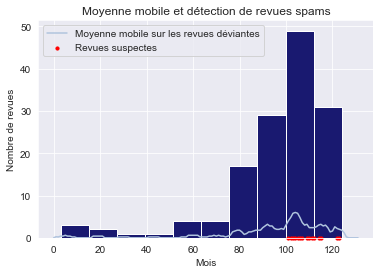 Moyenne mobile et détection de revues spams
Moyenne mobile sur les revues déviantes
Revues suspectes
Nombre de revues
50
40
30
20
10
0
0 20 40 60 80 100 120
Mois